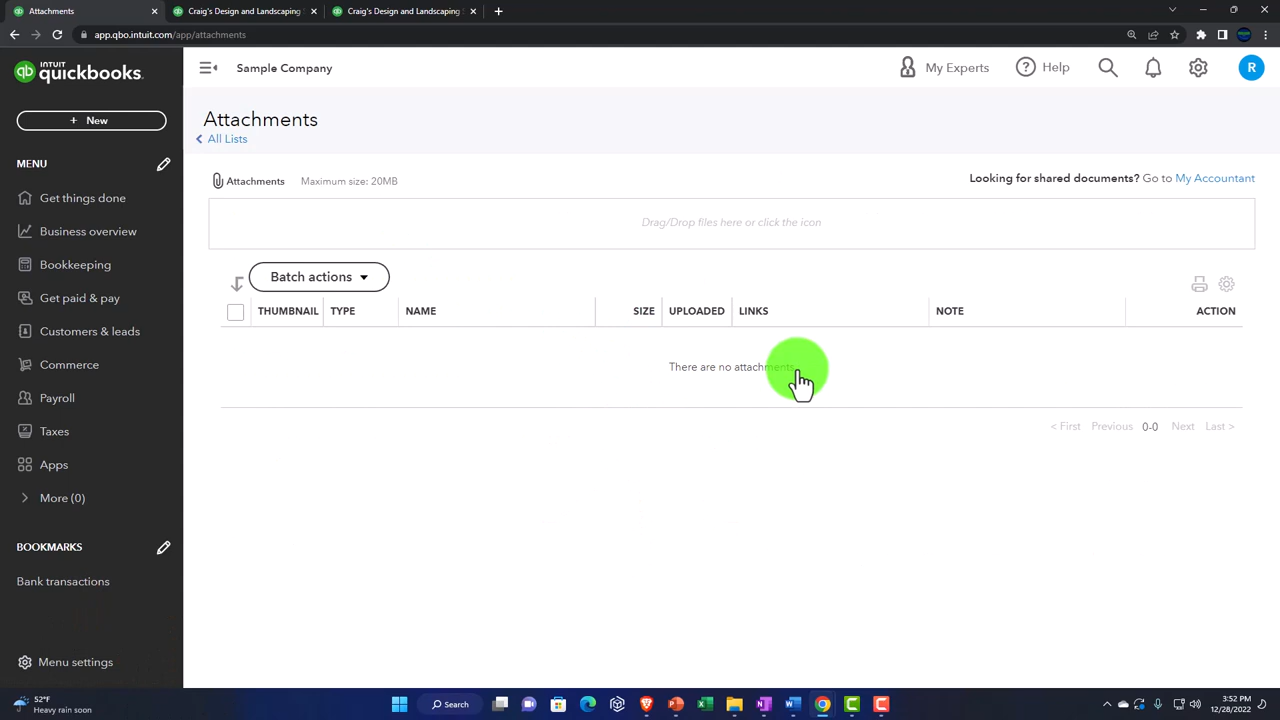 Attachments
Craig's Attachment and Landscaping S
Craig's Attachment and Landscaping S
app.qbo.intuit.com/app/attachments
INTUIT
quickbooks.
Sample Company
My Experts
Help
R
+ New
MENU
Get things done
Business overview
Bookkeeping
Get paid & pay
Customers & leads
Commerce
Payroll
Taxes
Apps
More (0)
BOOKMARKS
Bank transactions
Menu settings
Attachments
All Lists
Attachments Maximum size: 20MB
Looking for shared documents? Go to My Accountant
Drag/Drop files here or click the icon
Batch actions
THUMBNAIL TYPE NAME SIZE UPLOADED LINKS NOTE ACTION
There are no attachments.
< First Previous 0-0 Next Last >
52°F
Heavy rain soon
Search
3:52 PM
12/28/2022